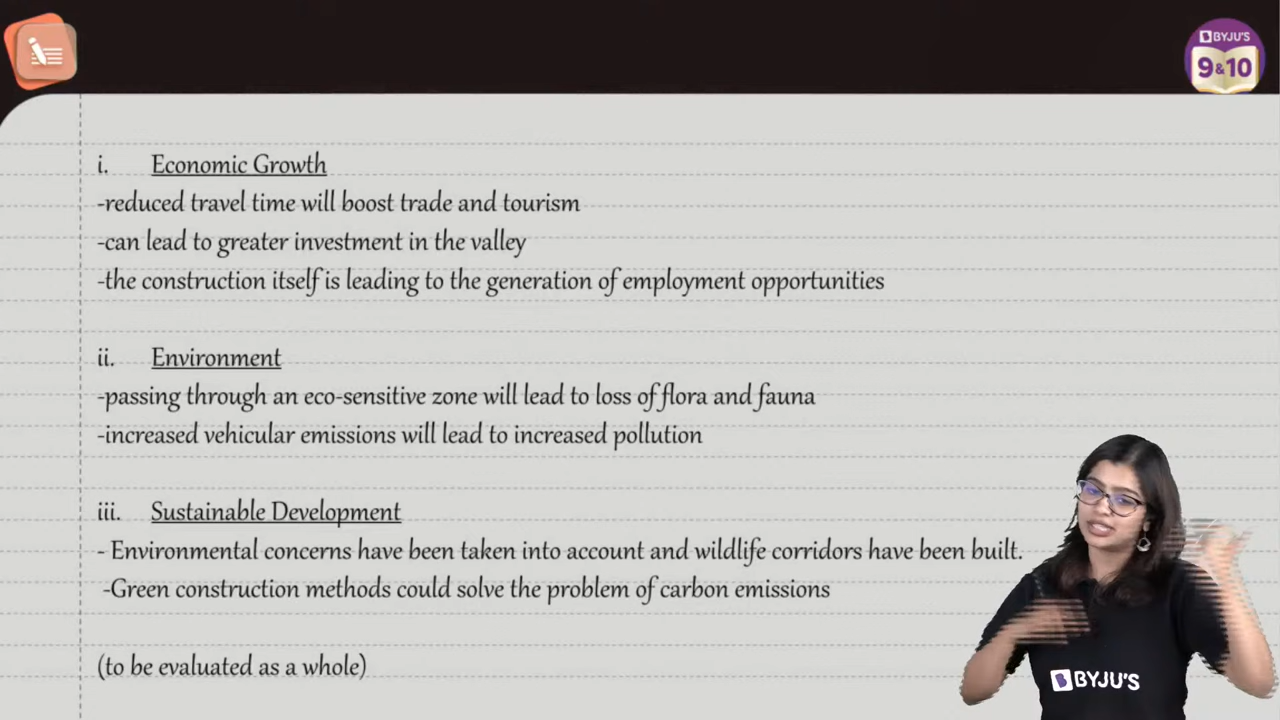 BYJU'S
9&10
i. Economic Growth
-reduced travel time will boost trade and tourism
-can lead to greater investment in the valley
-the construction itself is leading to the generation of employment opportunities
ii. Environment
-passing through an eco-sensitive zone will lead to loss of flora and fauna
-increased vehicular emissions will lead to increased pollution
iii. Sustainable Development
- Environmental concerns have been taken into account and wildlife corridors have been built.
-Green construction methods could solve the problem of carbon emissions
(to be evaluated as a whole)
BYJU'S